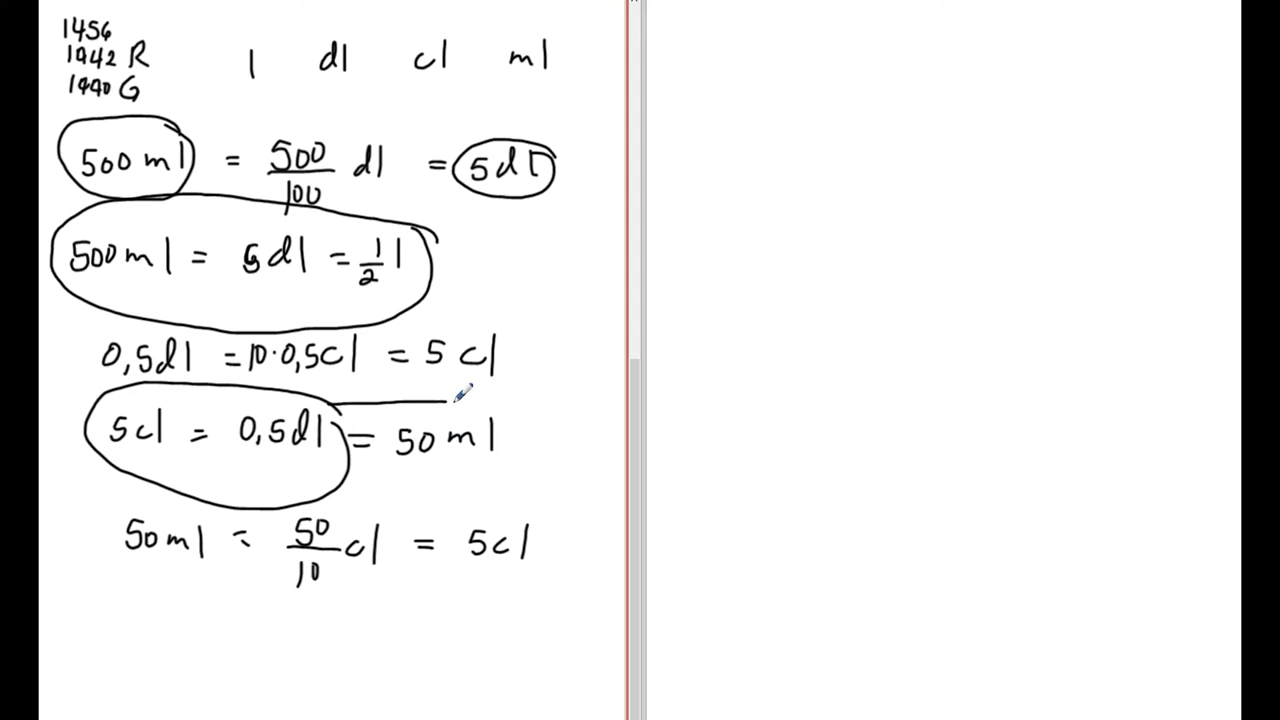 1456
1942 R
1990 G
l dl cl ml
500 ml = 500/100 dl = 5 dl
500 ml = 5 dl = 1/2 l
0,5 dl = 10·0,5 cl = 5 cl
5 cl = 0,5 dl = 50 ml
50 ml = 50/10 cl = 5 cl